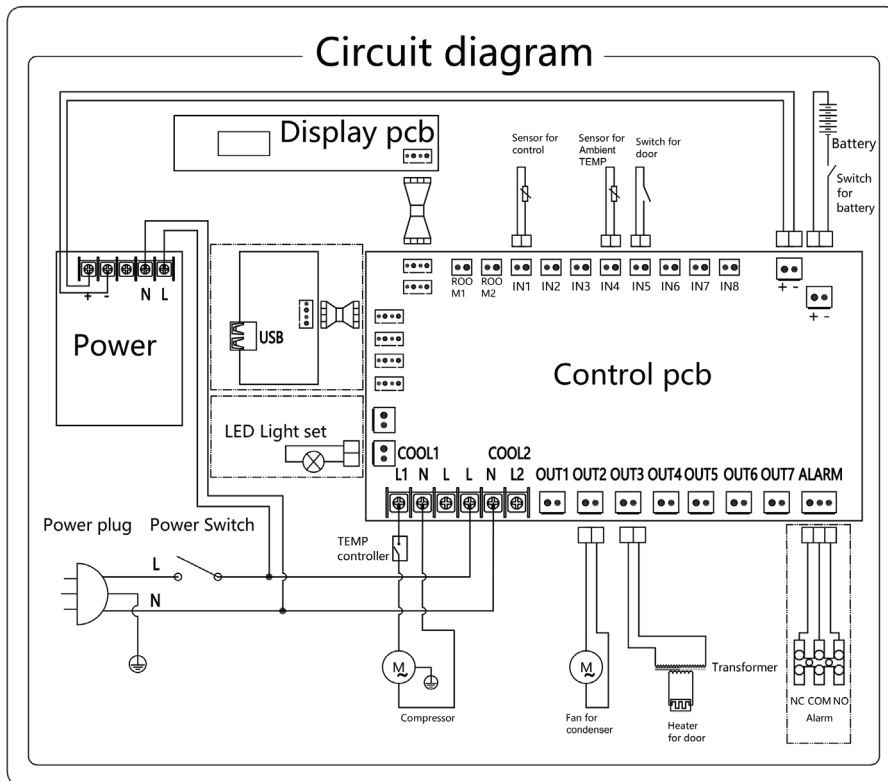 Circuit diagram
Display pcb
Sensor for
control
Sensor for
Ambient
TEMP
Switch for
door
Battery
Switch
for
battery
ROO
M1
ROO
M2
IN1
IN2
IN3
IN4
IN5
IN6
IN7
IN8
+ -
+ -
+ - N L
Power
USB
Control pcb
LED Light set
COOL1
COOL2
L1 N L L N L2
OUT1 OUT2 OUT3 OUT4 OUT5 OUT6 OUT7 ALARM
Power plug
Power Switch
TEMP
controller
L
N
M
~
Compressor
M
~
Fan for
condenser
Transformer
Heater
for door
NC COM NO
Alarm